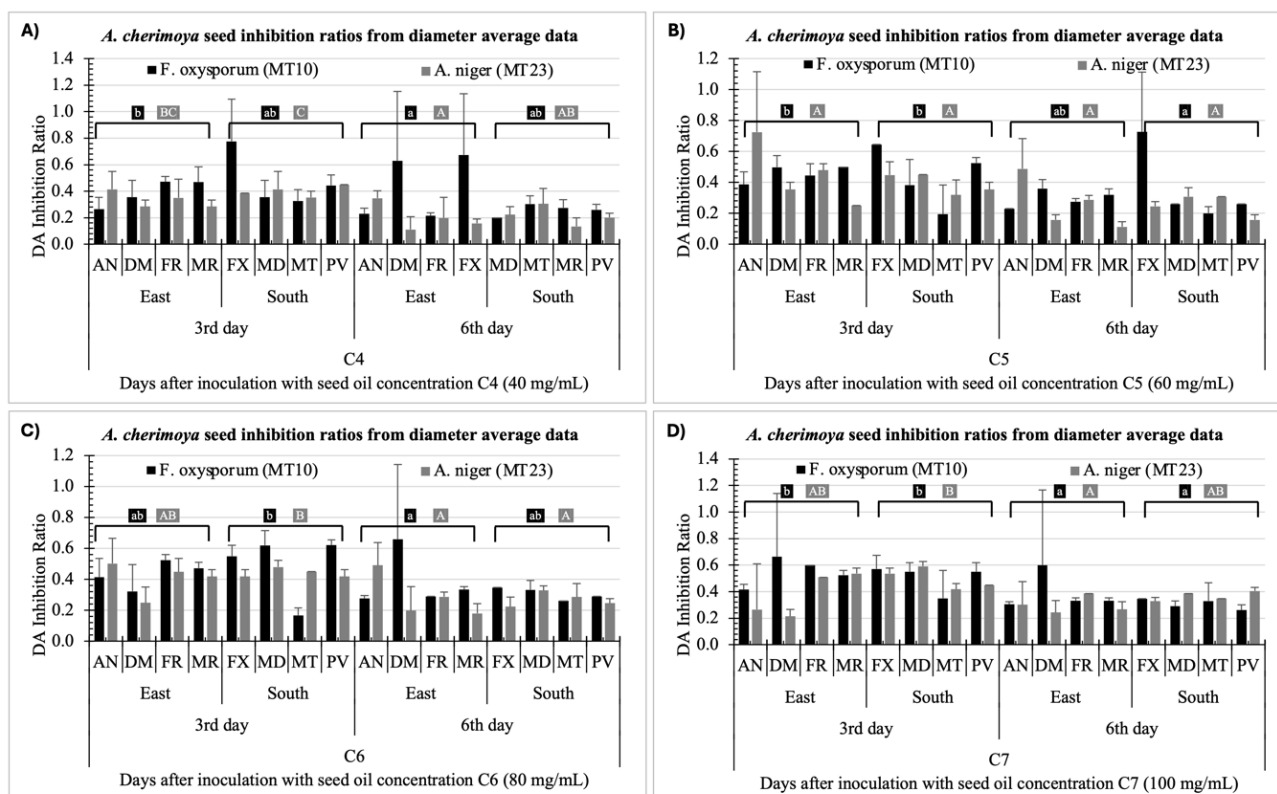 A)
A. cherimoya seed inhibition ratios from diameter average data
DA Inhibition Ratio
1.4
1.2
1.0
0.8
0.6
0.4
0.2
0.0
F. oxysporum (MT10) A. niger (MT23)
b BC ab C a A ab AB
AN DM FR MR FX MD MT PV AN DM FR FX MD MT MR PV
East South East South
3rd day 6th day
C4
Days after inoculation with seed oil concentration C4 (40 mg/mL)
B)
A. cherimoya seed inhibition ratios from diameter average data
DA Inhibition Ratio
1.2
1.0
0.8
0.6
0.4
0.2
0.0
F. oxysporum (MT10) A. niger (MT23)
b A b A ab A a A
AN DM FR MR FX MD MT PV AN DM FR MR FX MD MT PV
East South East South
3rd day 6th day
C5
Days after inoculation with seed oil concentration C5 (60 mg/mL)
C)
A. cherimoya seed inhibition ratios from diameter average data
DA Inhibition Ratio
1.2
1.0
0.8
0.6
0.4
0.2
0.0
F. oxysporum (MT10) A. niger (MT23)
ab AB b B a A ab A
AN DM FR MR FX MD MT PV AN DM FR MR FX MD MT PV
East South East South
3rd day 6th day
C6
Days after inoculation with seed oil concentration C6 (80 mg/mL)
D)
A. cherimoya seed inhibition ratios from diameter average data
DA Inhibition Ratio
1.4
1.2
1.0
0.8
0.6
0.4
0.2
0.0
F. oxysporum (MT10) A. niger (MT23)
b AB b B a A a AB
AN DM FR MR FX MD MT PV AN DM FR MR FX MD MT PV
East South East South
3rd day 6th day
C7
Days after inoculation with seed oil concentration C7 (100 mg/mL)